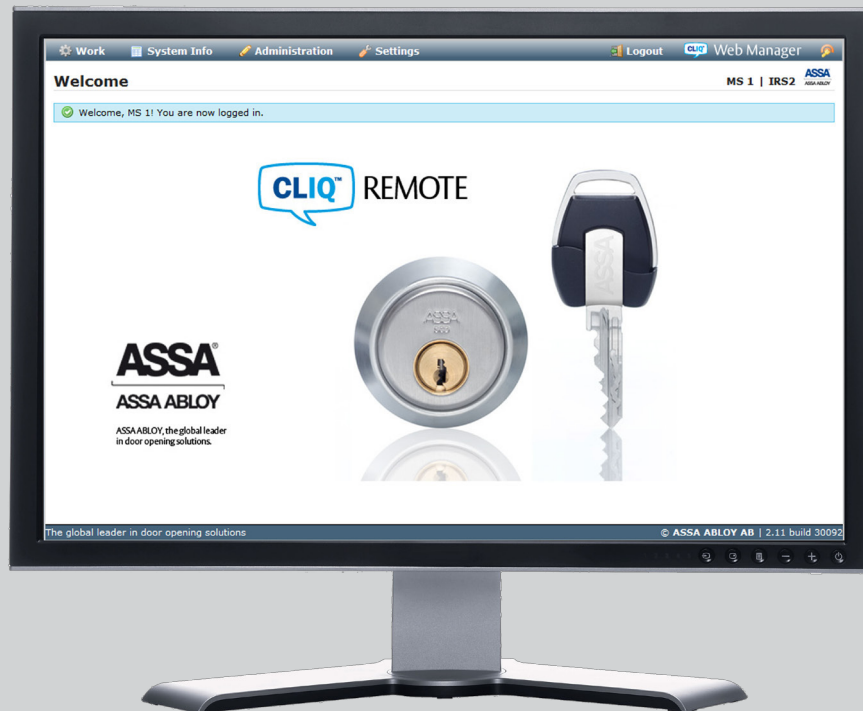 Work System Info Administration Settings Logout CLIQ Web Manager
Welcome MS 1 | IRS2 ASSA
ASSA ABLOY
Welcome, MS 1! You are now logged in.
CLIQ™ REMOTE
ASSA
ASSA
ASSA®
ASSA ABLOY
ASSA ABLOY, the global leader
in door opening solutions.
The global leader in door opening solutions © ASSA ABLOY AB | 2.11 build 30092